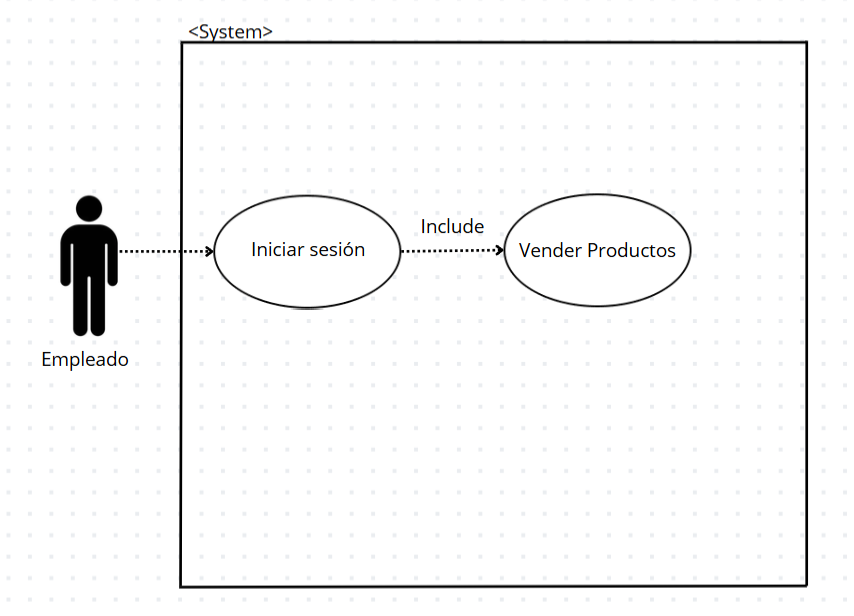 <System>
Include
Iniciar sesión
Vender Productos
Empleado